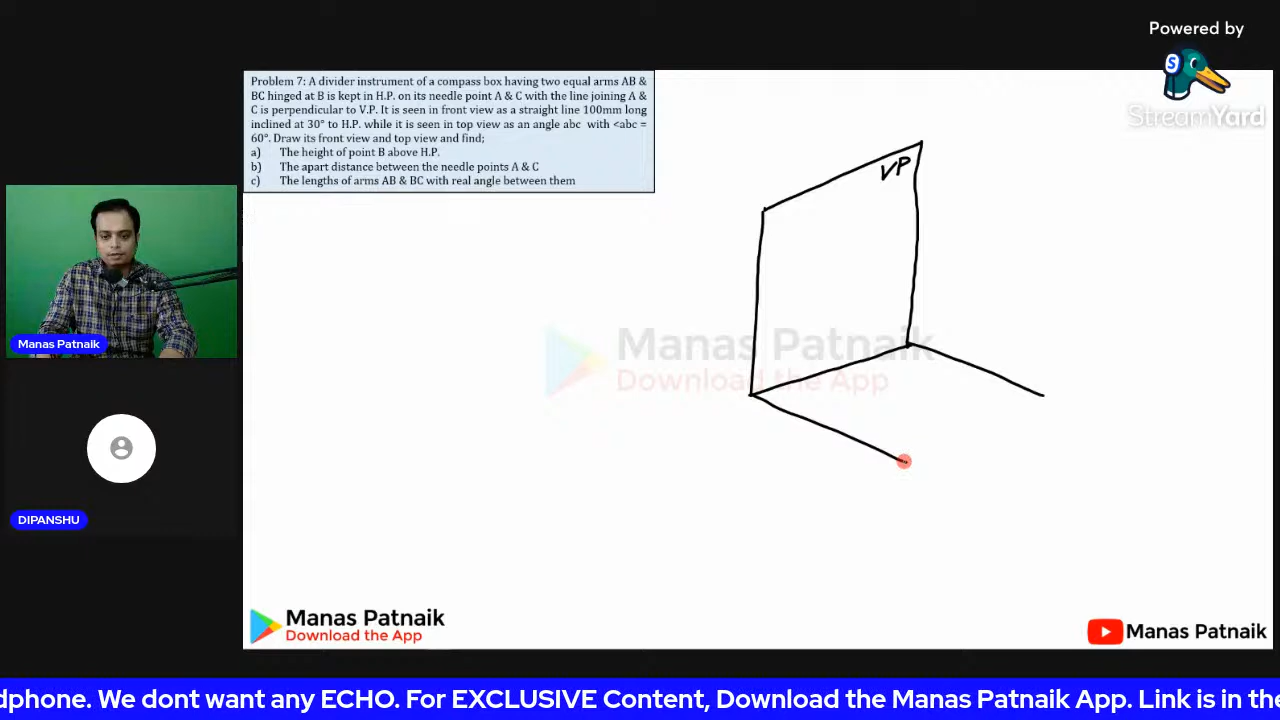 Powered by
StreamYard
Problem 7: A divider instrument of a compass box having two equal arms AB &
BC hinged at B is kept in H.P. on its needle point A & C with the line joining A &
C is perpendicular to V.P. It is seen in front view as a straight line 100mm long
inclined at 30° to H.P. while it is seen in top view as an angle abc with <abc =
60°. Draw its front view and top view and find;
a) The height of point B above H.P.
b) The apart distance between the needle points A & C
c) The lengths of arms AB & BC with real angle between them
VP
Manas Patnaik
Manas Patnaik
Download the App
DIPANSHU
Manas Patnaik
Download the App
Manas Patnaik
dphone. We dont want any ECHO. For EXCLUSIVE Content, Download the Manas Patnaik App. Link is in the